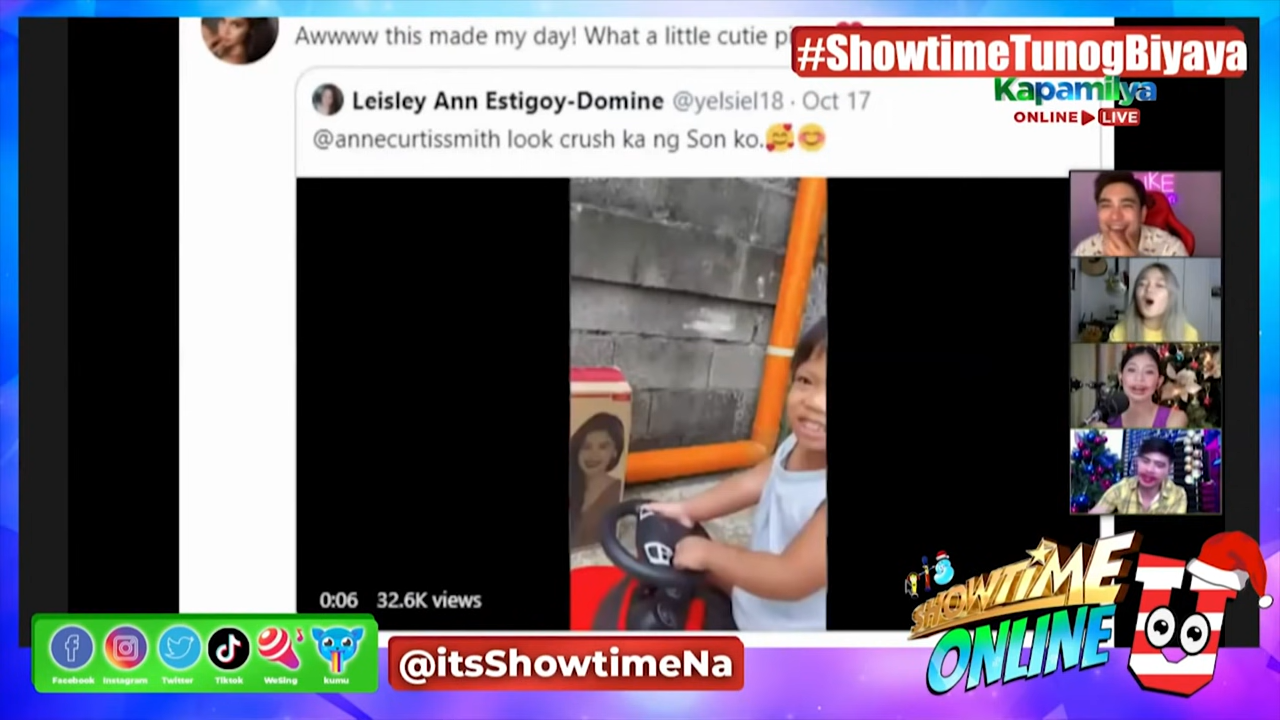 Awwww this made my day! What a little cutie
#ShowtimeTunogBiyaya
Kapamilya
ONLINE LIVE
Leisley Ann Estigoy-Domine @yelsiel18 · Oct 17
@annecurtissmith look crush ka ng Son ko.🥰😊
0:06 32.6K views
it's
SHOWTiME
ONLINE
U
Facebook Instagram Twitter Tiktok WeSing kumu
@itsShowtimeNa